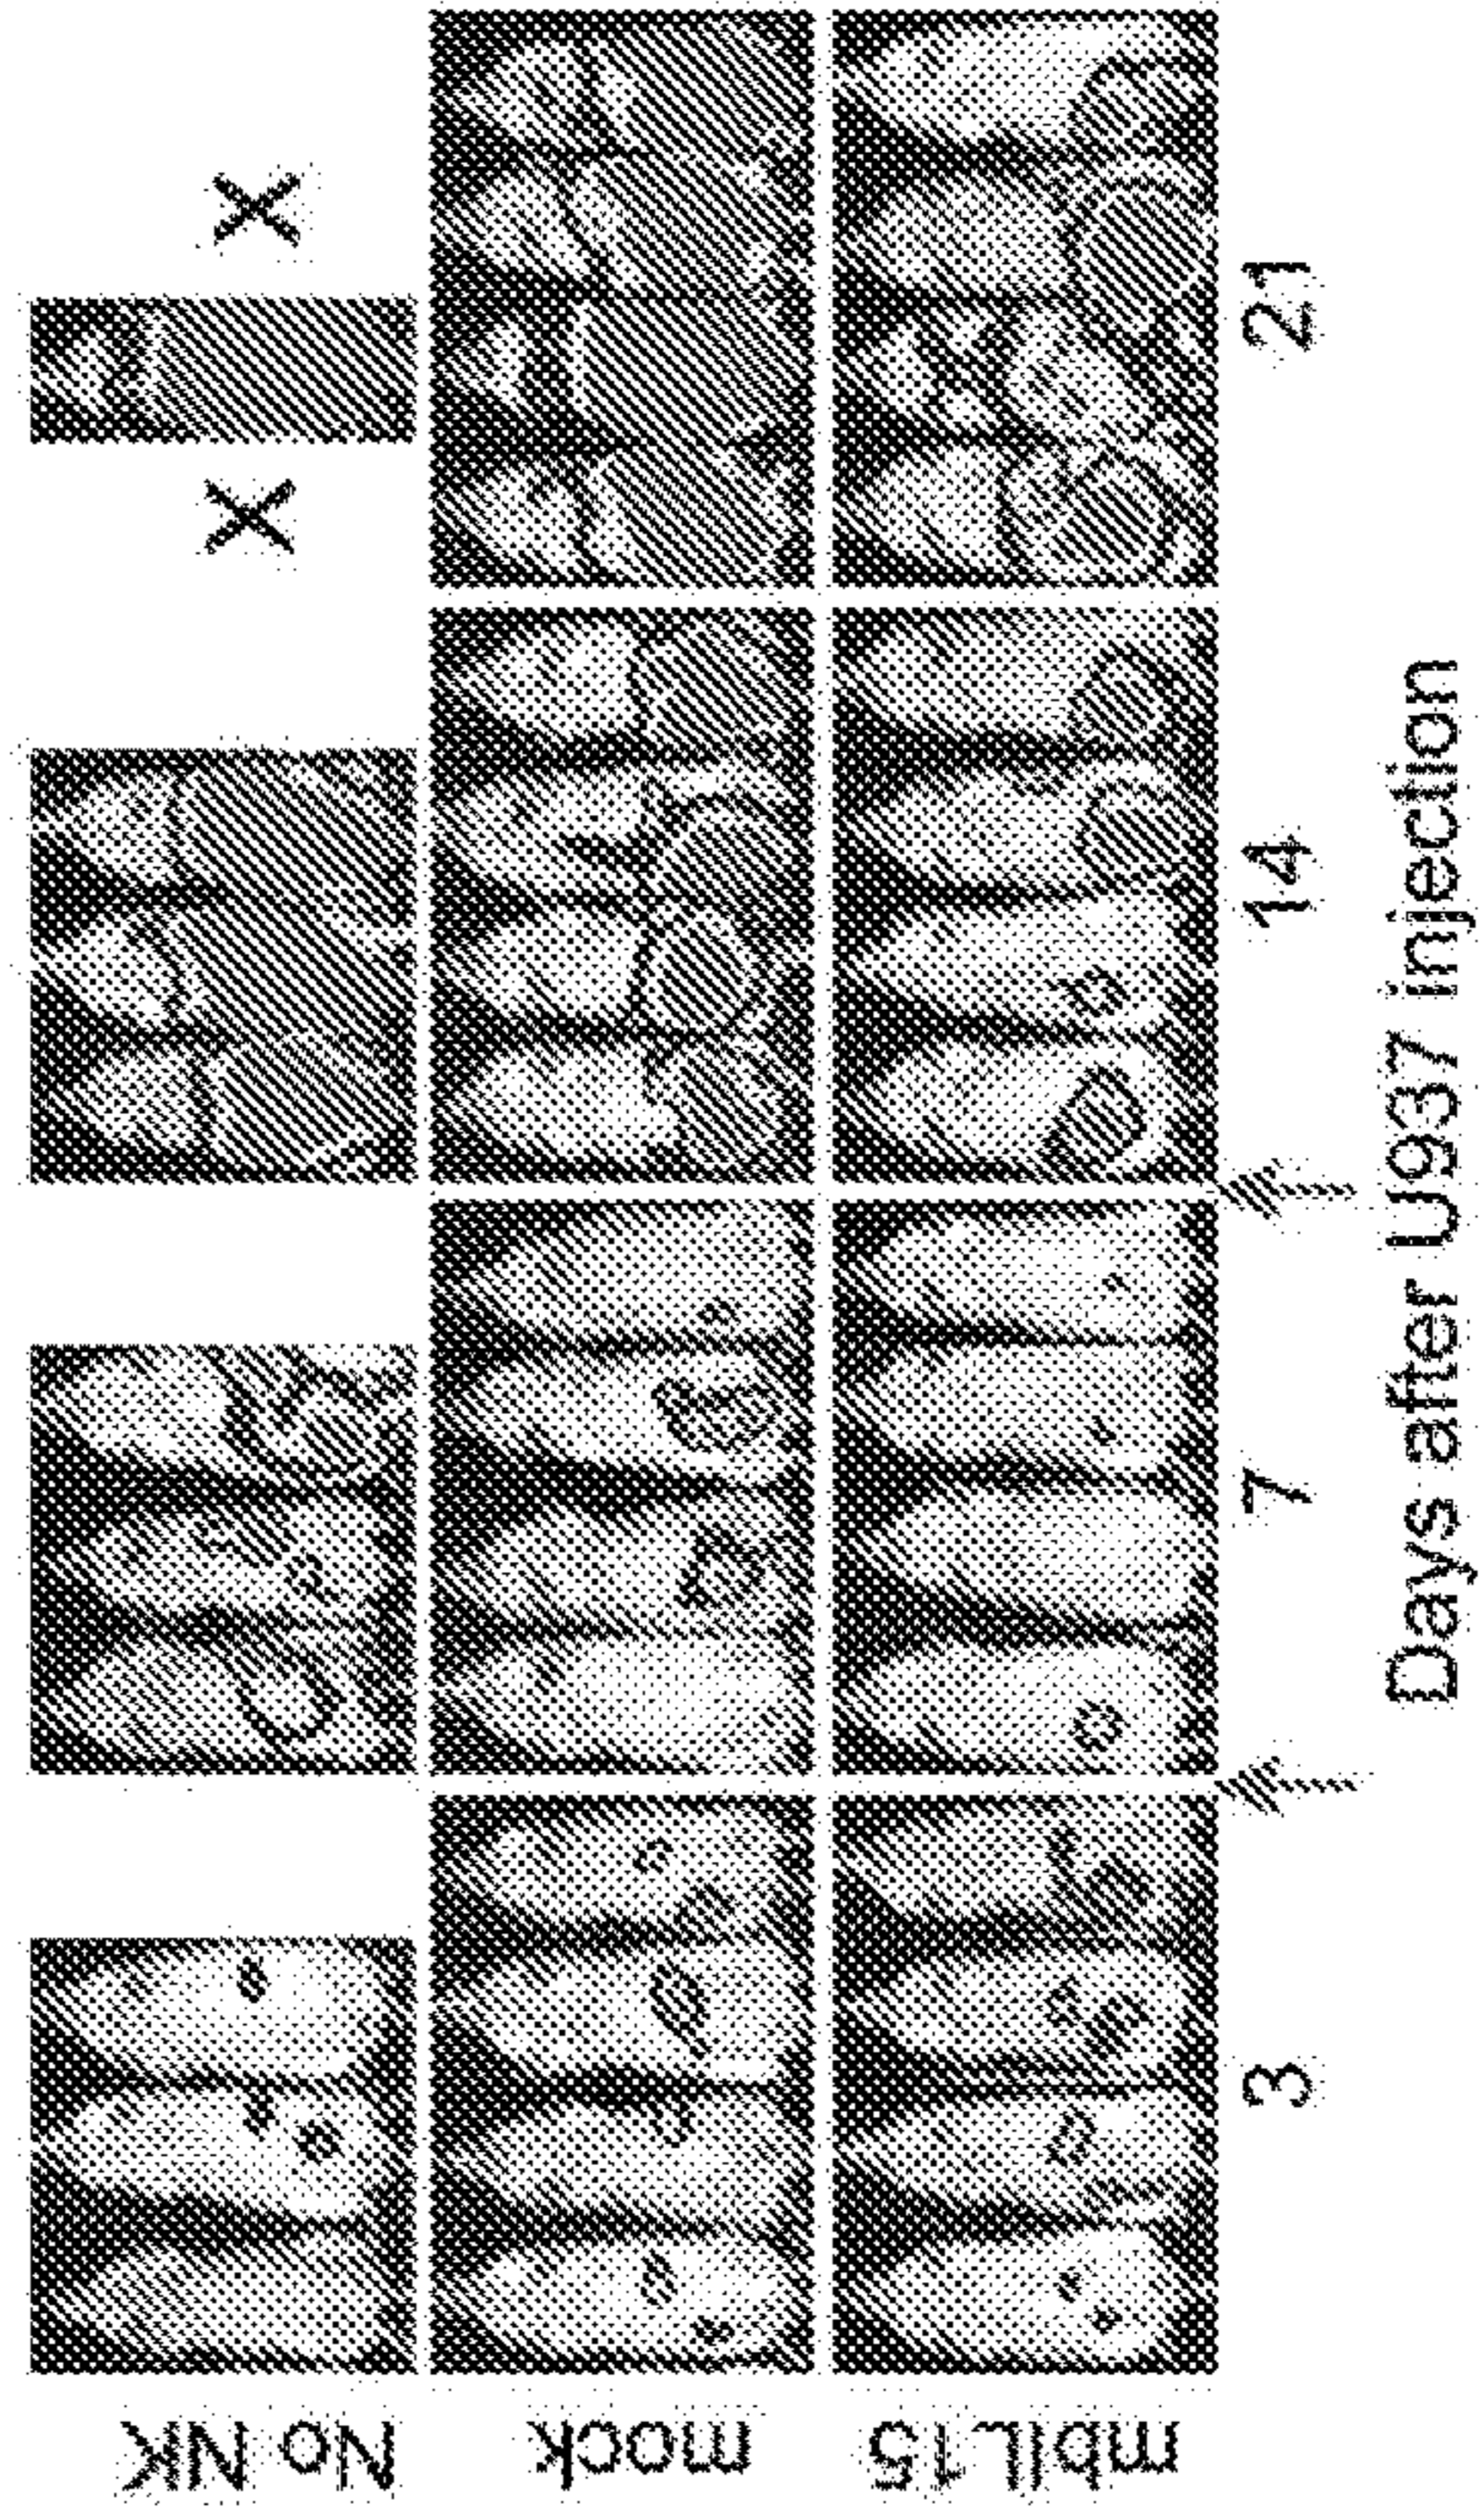 No NK
X
X
mock
mbIL15
3
7
14
21
Days after U937 injection